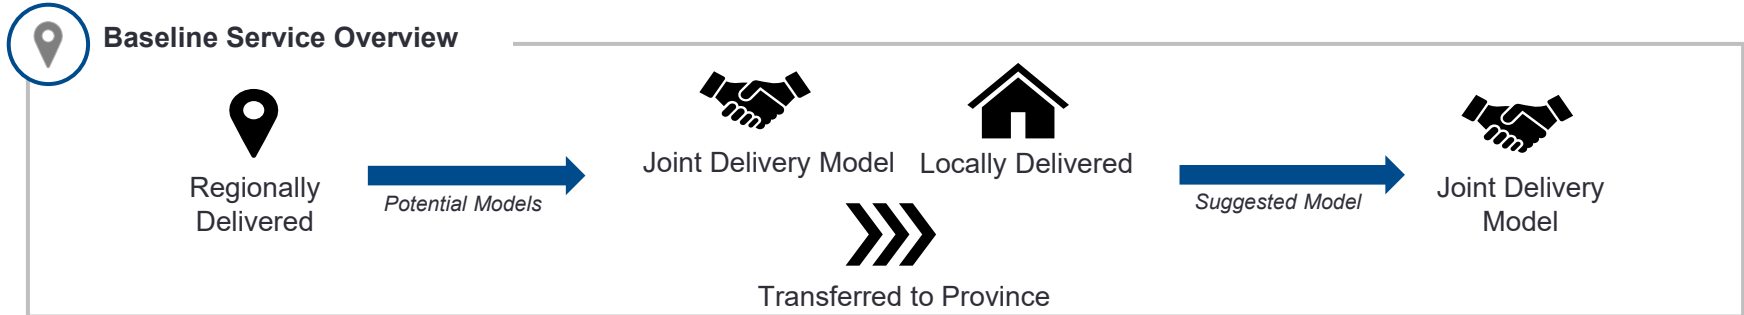 Baseline Service Overview
Regionally
Delivered
Potential Models
Joint Delivery Model
Locally Delivered
Transferred to Province
Suggested Model
Joint Delivery
Model